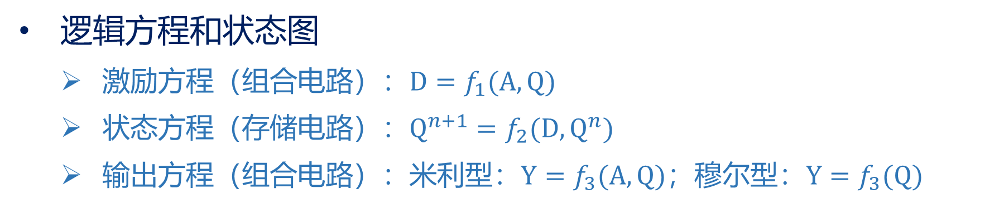 • 逻辑方程和状态图
➢ 激励方程（组合电路）：D = f₁(A, Q)
➢ 状态方程（存储电路）：Qⁿ⁺¹ = f₂(D, Qⁿ)
➢ 输出方程（组合电路）：米利型：Y = f₃(A, Q)；穆尔型：Y = f₃(Q)